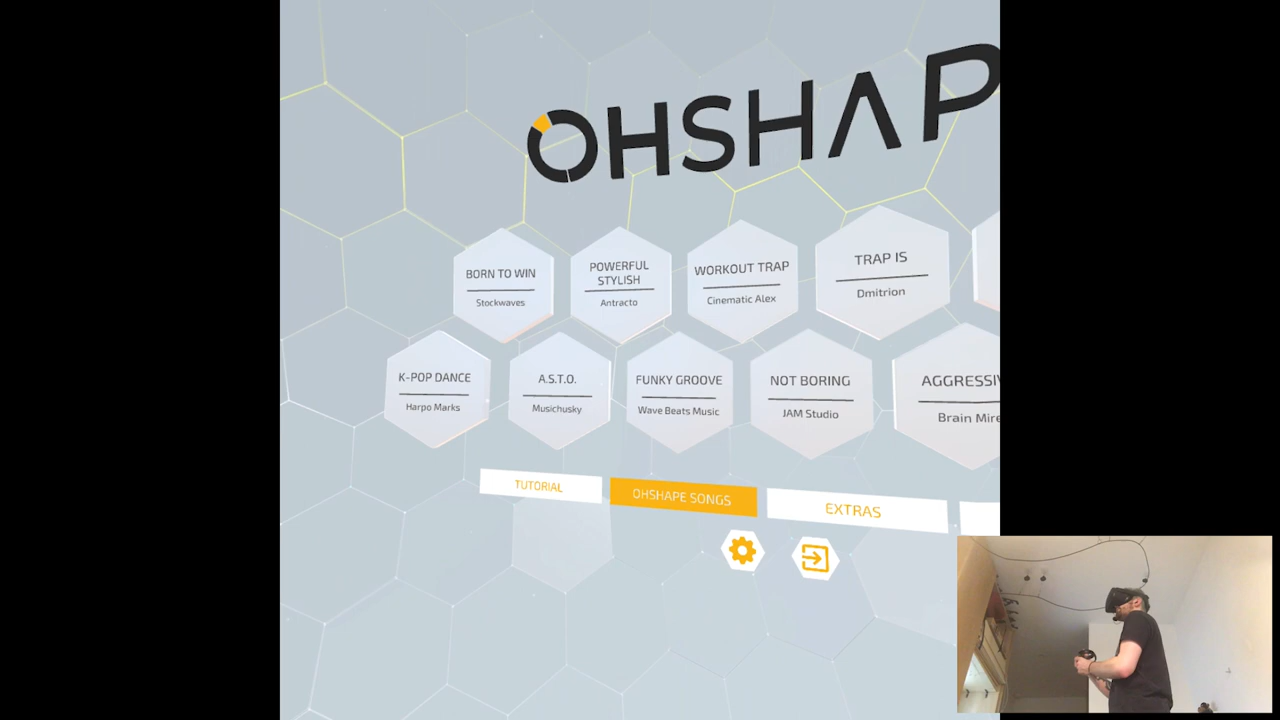 OHSHAP
BORN TO WIN
Stockwaves
POWERFUL
STYLISH
Antracto
WORKOUT TRAP
Cinematic Alex
TRAP IS
Dmitrion
K-POP DANCE
Harpo Marks
A.S.T.O.
Musichusky
FUNKY GROOVE
Wave Beats Music
NOT BORING
JAM Studio
AGGRESSIV
Brain Mire
TUTORIAL
OHSHAPE SONGS
EXTRAS